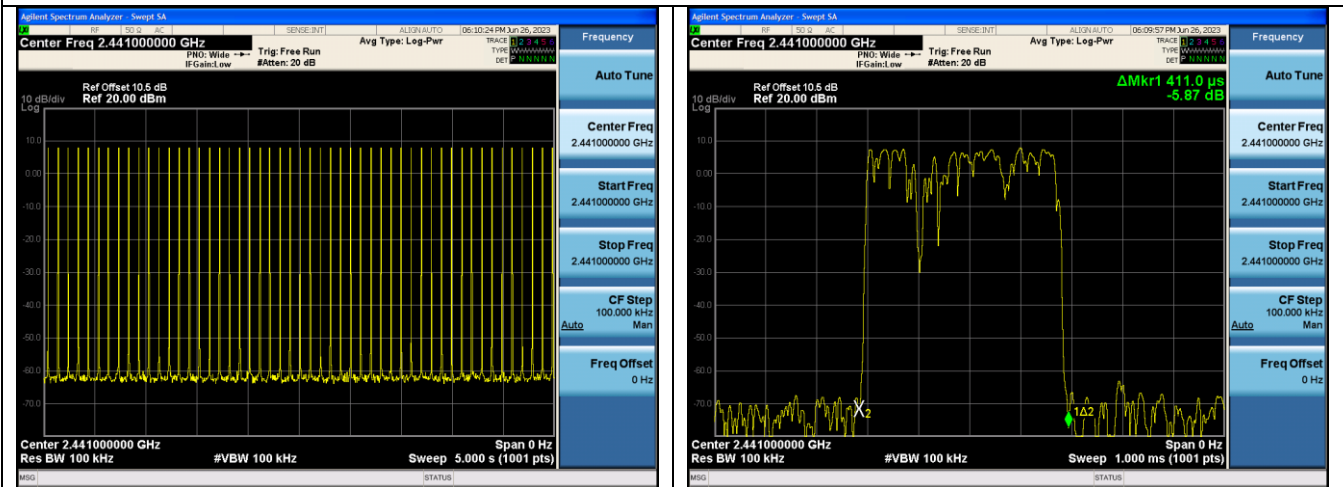 Agilent Spectrum Analyzer - Swept SA
RF 50 Ω AC SENSE:INT ALIGN AUTO 06:10:24 PM Jun 26, 2023
Center Freq 2.441000000 GHz Avg Type: Log-Pwr TRACE 1 2 3 4 5 6
PNO: Wide Trig: Free Run TYPE
IFGain:Low #Atten: 20 dB DET P N N N N N
Ref Offset 10.5 dB
10 dB/div Ref 20.00 dBm
Log
10.0
0.00
-10.0
-20.0
-30.0
-40.0
-50.0
-60.0
-70.0
Center 2.441000000 GHz Span 0 Hz
Res BW 100 kHz #VBW 100 kHz Sweep 5.000 s (1001 pts)
MSG STATUS
Frequency
Auto Tune
Center Freq
2.441000000 GHz
Start Freq
2.441000000 GHz
Stop Freq
2.441000000 GHz
CF Step
100.000 kHz
Auto Man
Freq Offset
0 Hz
Agilent Spectrum Analyzer - Swept SA
RF 50 Ω AC SENSE:INT ALIGN AUTO 06:09:57 PM Jun 26, 2023
Center Freq 2.441000000 GHz Avg Type: Log-Pwr TRACE 1 2 3 4 5 6
PNO: Wide Trig: Free Run TYPE
IFGain:Low #Atten: 20 dB DET P N N N N N
ΔMkr1 411.0 µs
Ref Offset 10.5 dB
10 dB/div Ref 20.00 dBm -5.87 dB
Log
10.0
0.00
-10.0
-20.0
-30.0
-40.0
-50.0
-60.0
-70.0
X2
1Δ2
Center 2.441000000 GHz Span 0 Hz
Res BW 100 kHz #VBW 100 kHz Sweep 1.000 ms (1001 pts)
MSG STATUS
Frequency
Auto Tune
Center Freq
2.441000000 GHz
Start Freq
2.441000000 GHz
Stop Freq
2.441000000 GHz
CF Step
100.000 kHz
Auto Man
Freq Offset
0 Hz